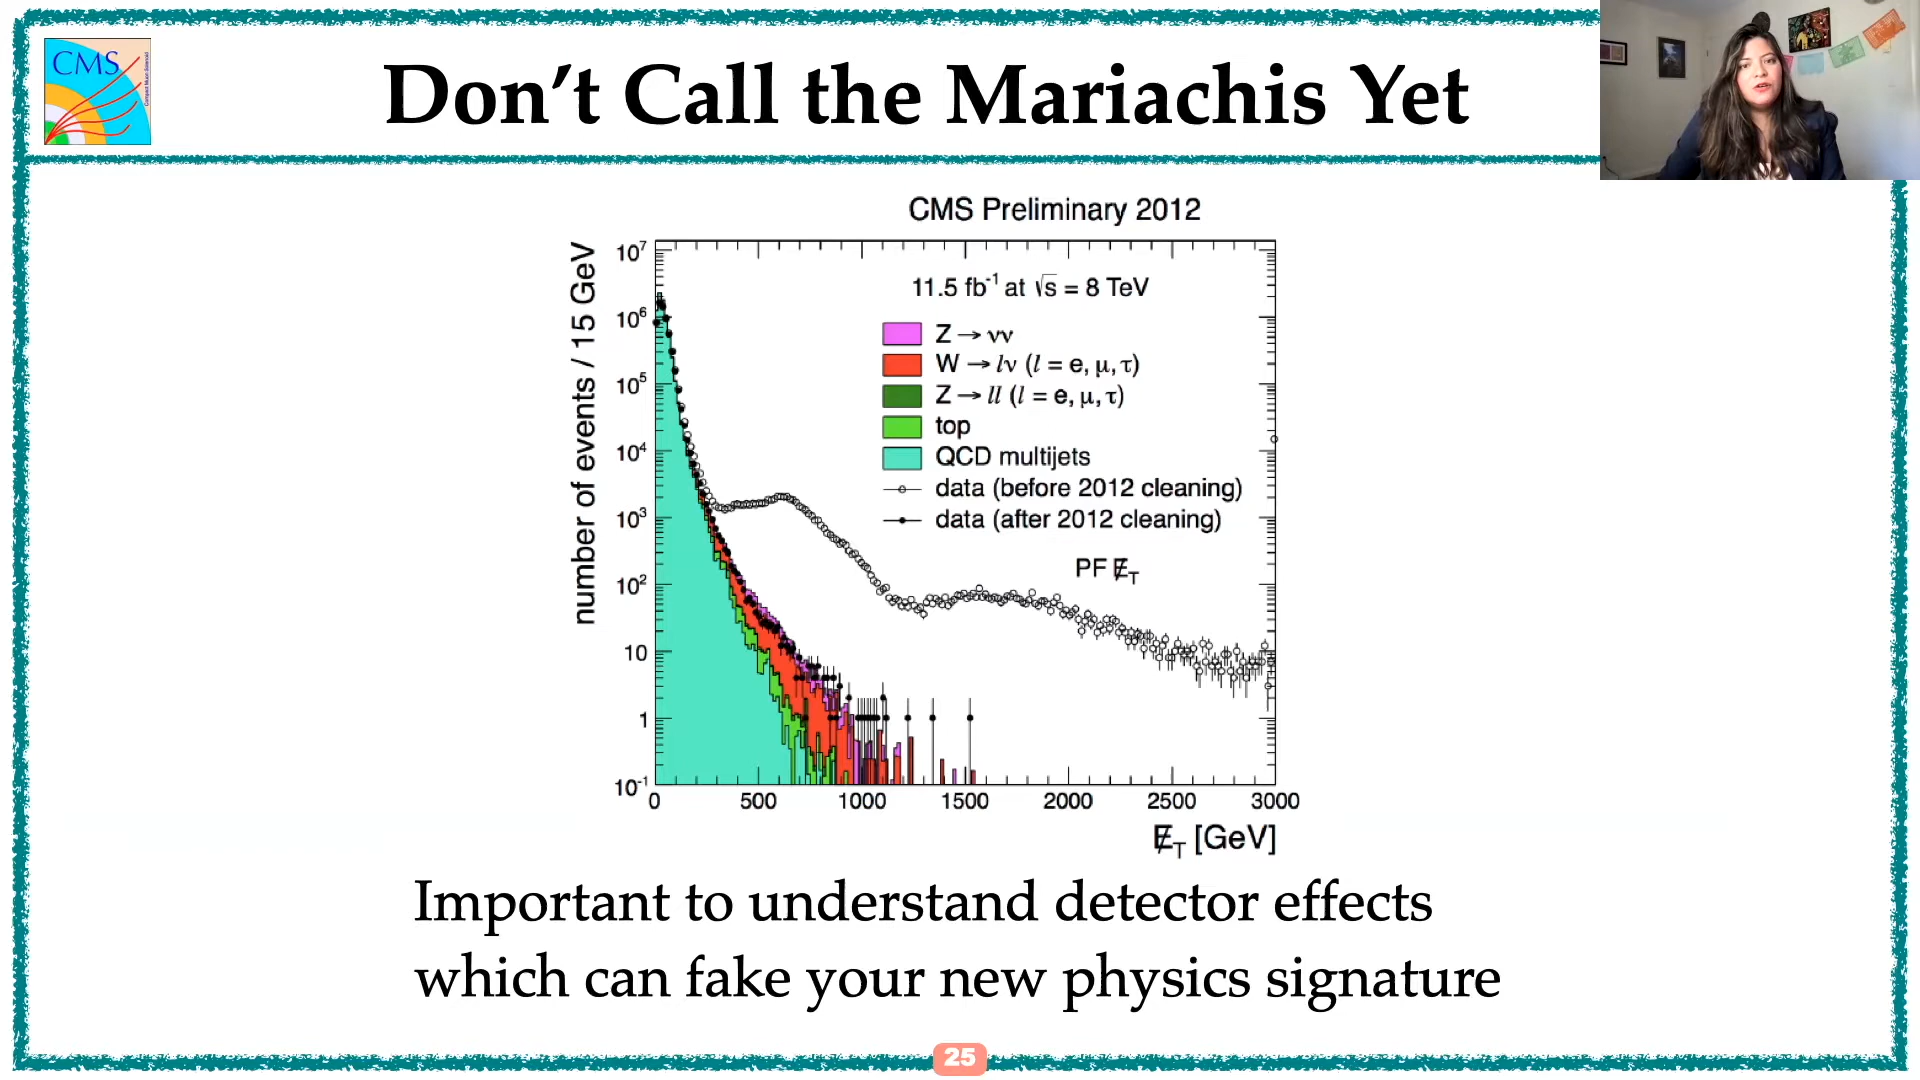 CMS
Don't Call the Mariachis Yet
CMS Preliminary 2012
number of events / 15 GeV
10⁷
10⁶
10⁵
10⁴
10³
10²
10
1
10⁻¹
11.5 fb⁻¹ at √s = 8 TeV
Z → νν
W → lν (l = e, μ, τ)
Z → ll (l = e, μ, τ)
top
QCD multijets
data (before 2012 cleaning)
data (after 2012 cleaning)
PF E̸T
0 500 1000 1500 2000 2500 3000
E̸T [GeV]
Important to understand detector effects
which can fake your new physics signature
25